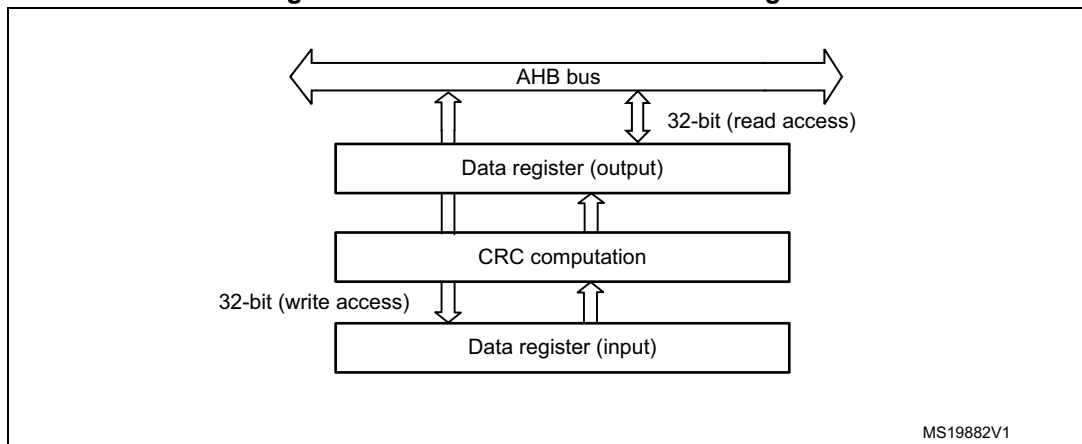 AHB bus
32-bit (read access)
Data register (output)
CRC computation
32-bit (write access)
Data register (input)
MS19882V1